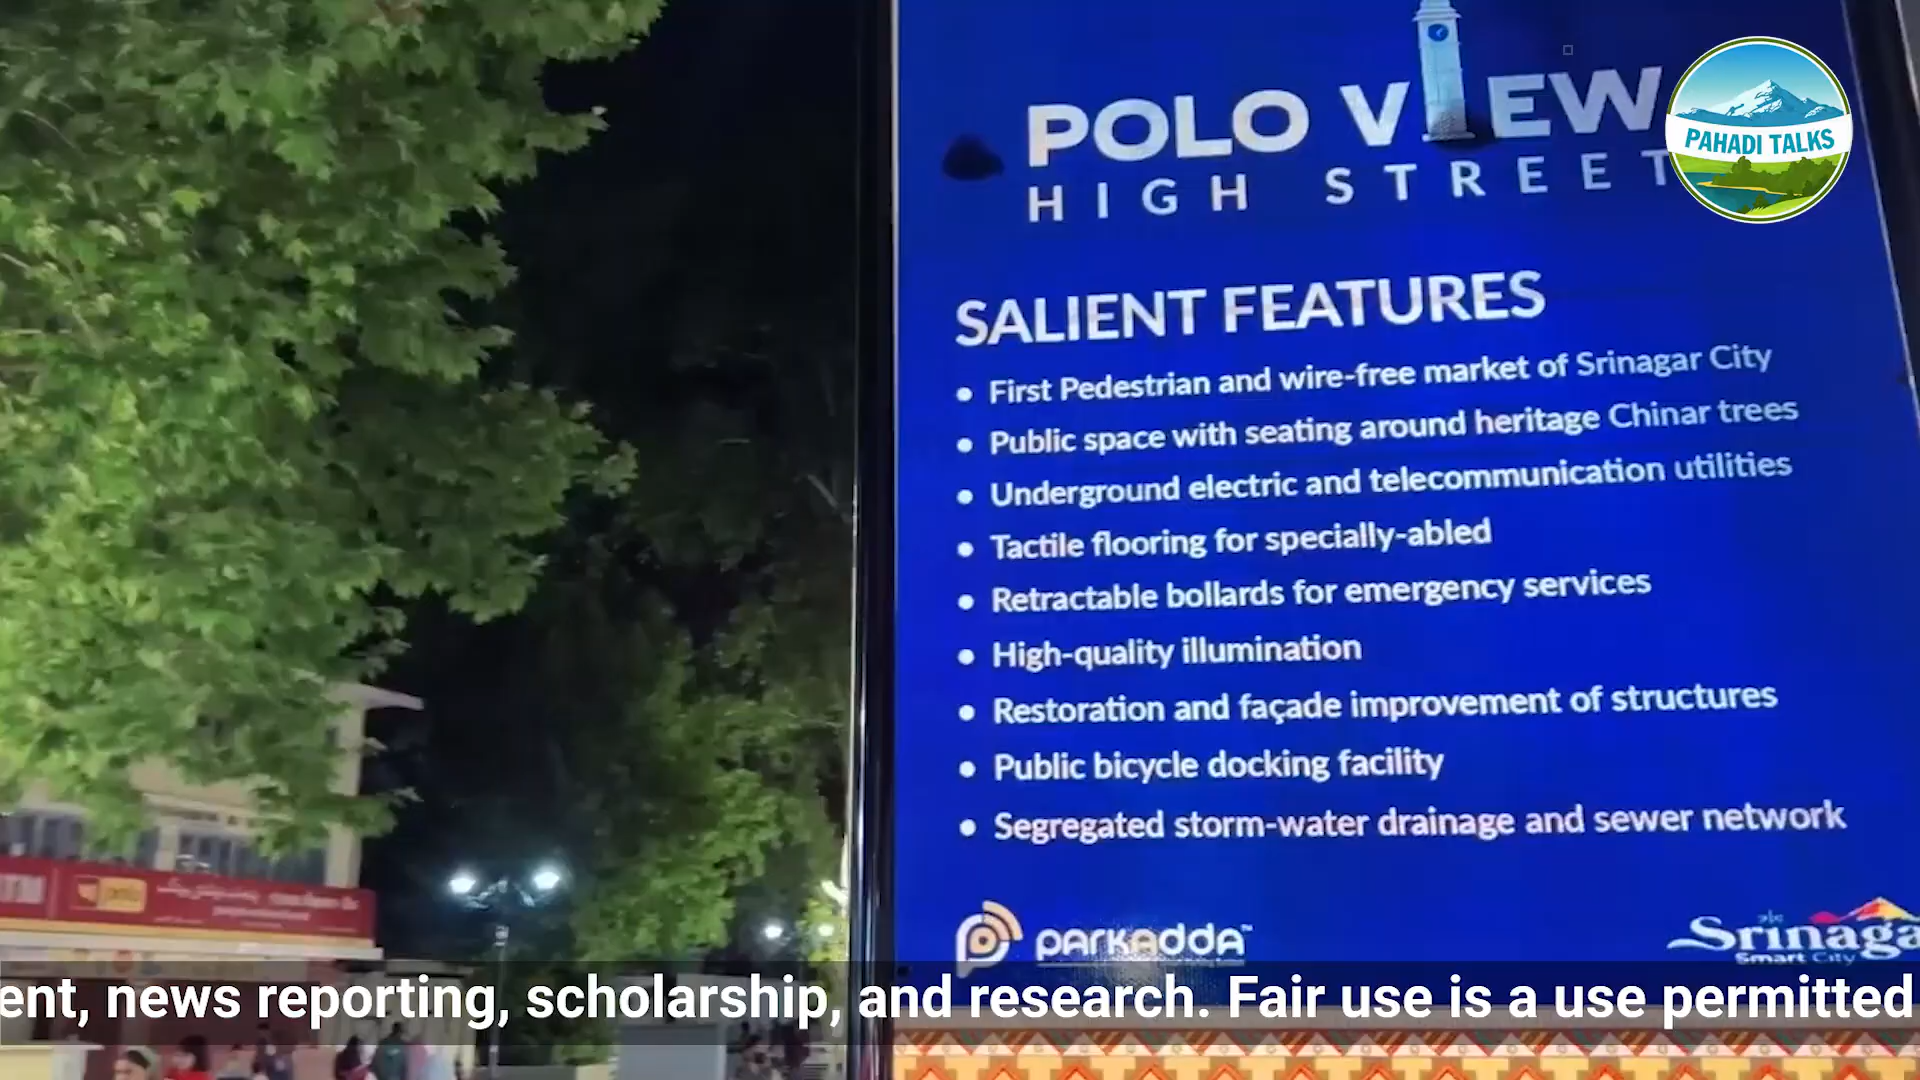 POLO VIEW
HIGH STREET
PAHADI TALKS
SALIENT FEATURES
• First Pedestrian and wire-free market of Srinagar City
• Public space with seating around heritage Chinar trees
• Underground electric and telecommunication utilities
• Tactile flooring for specially-abled
• Retractable bollards for emergency services
• High-quality illumination
• Restoration and façade improvement of structures
• Public bicycle docking facility
• Segregated storm-water drainage and sewer network
parkadda™
Srinaga
Smart City
ent, news reporting, scholarship, and research. Fair use is a use permitted